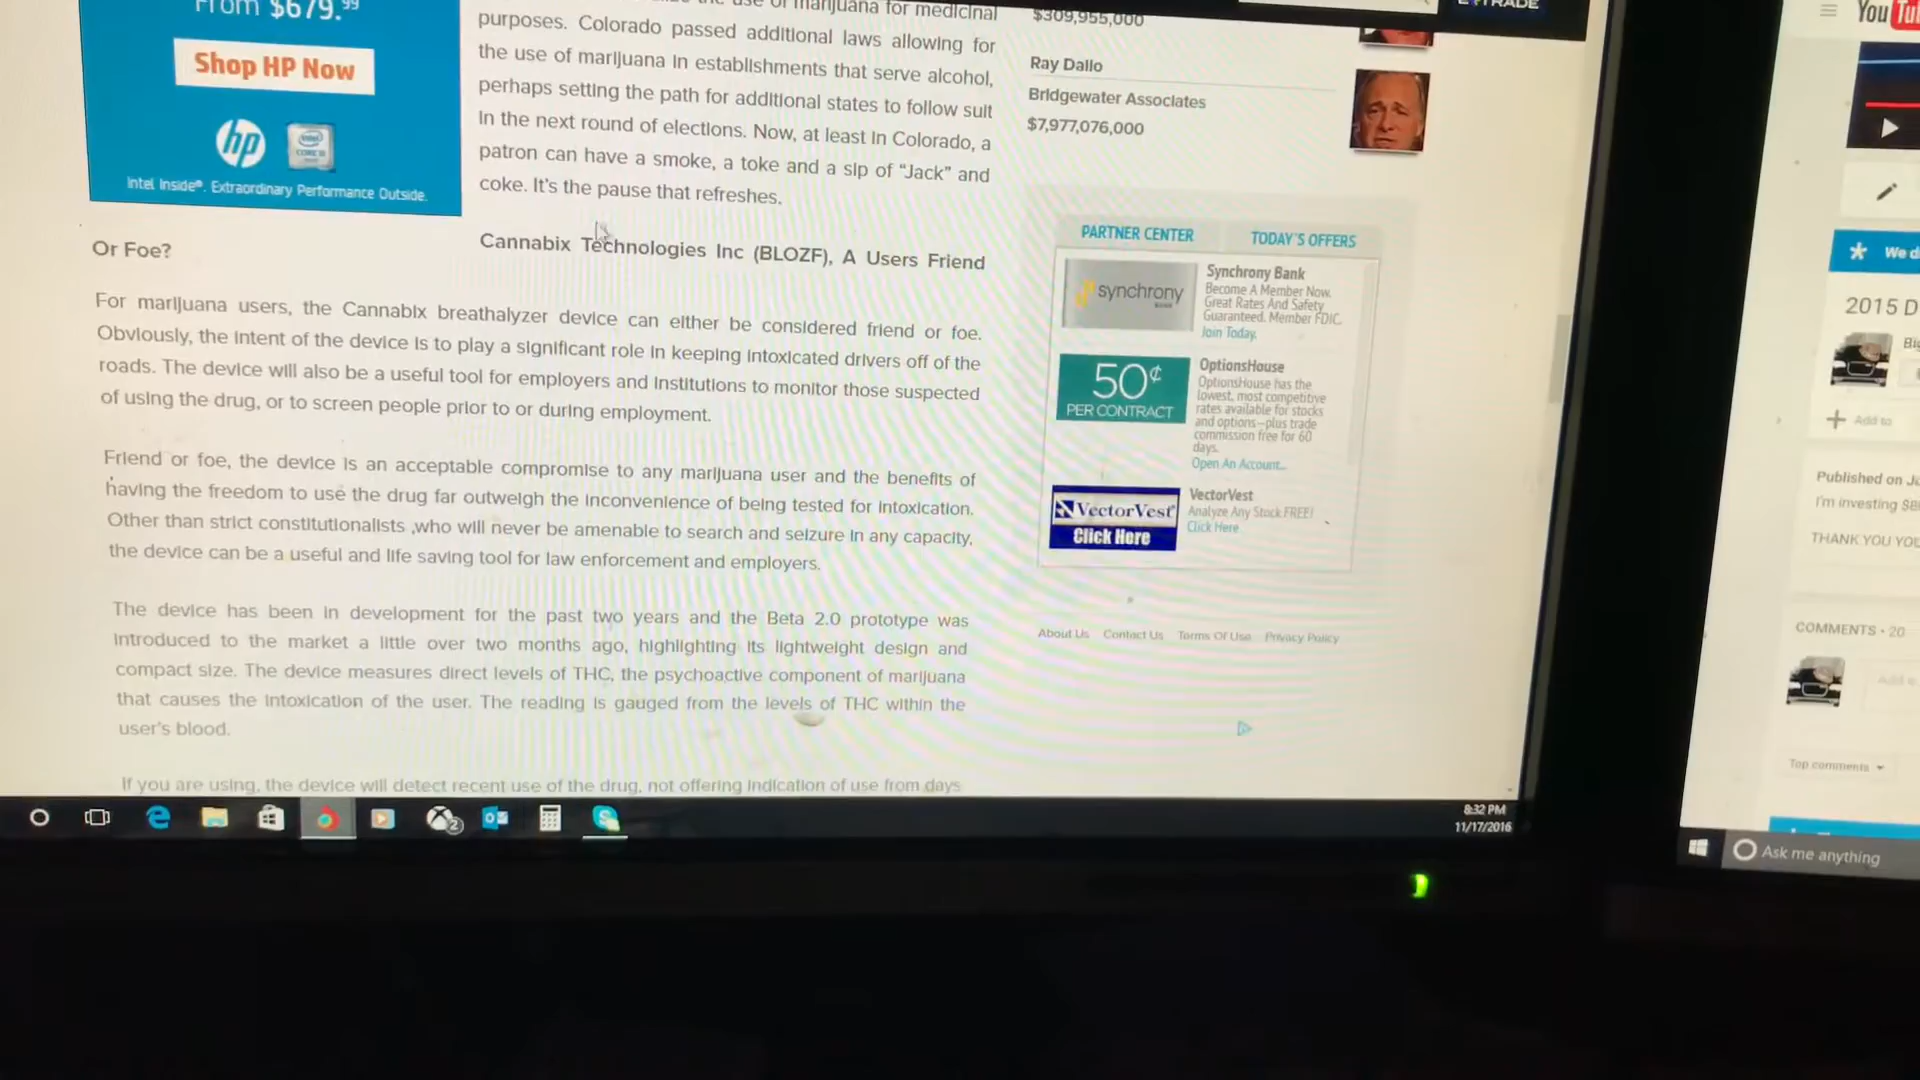 From $679.99
Shop HP Now
hp
Intel Inside®. Extraordinary Performance Outside.
use of marijuana for medicinal
purposes. Colorado passed additional laws allowing for
the use of marijuana in establishments that serve alcohol,
perhaps setting the path for additional states to follow suit
in the next round of elections. Now, at least in Colorado, a
patron can have a smoke, a toke and a sip of “Jack” and
coke. It's the pause that refreshes.
Cannabix Technologies Inc (BLOZF), A Users Friend
Or Foe?
For marijuana users, the Cannabix breathalyzer device can either be considered friend or foe.
Obviously, the intent of the device is to play a significant role in keeping intoxicated drivers off of the
roads. The device will also be a useful tool for employers and institutions to monitor those suspected
of using the drug, or to screen people prior to or during employment.
Friend or foe, the device is an acceptable compromise to any marijuana user and the benefits of
having the freedom to use the drug far outweigh the inconvenience of being tested for intoxication.
Other than strict constitutionalists ,who will never be amenable to search and seizure in any capacity,
the device can be a useful and life saving tool for law enforcement and employers.
The device has been in development for the past two years and the Beta 2.0 prototype was
introduced to the market a little over two months ago, highlighting its lightweight design and
compact size. The device measures direct levels of THC, the psychoactive component of marijuana
that causes the intoxication of the user. The reading is gauged from the levels of THC within the
user's blood.
If you are using, the device will detect recent use of the drug, not offering indication of use from days
$309,955,000
Ray Dalio
Bridgewater Associates
$7,977,076,000
PARTNER CENTER
TODAY'S OFFERS
synchrony
BANK
Synchrony Bank
Become A Member Now.
Great Rates And Safety
Guaranteed. Member FDIC.
Join Today.
50¢
PER CONTRACT
OptionsHouse
OptionsHouse has the
lowest, most competitive
rates available for stocks
and options—plus trade
commission free for 60
days.
Open An Account...
VectorVest
Click Here
VectorVest
Analyze Any Stock FREE!
Click Here
About Us Contact Us Terms Of Use Privacy Policy
8:32 PM
11/17/2016
You Tu
We d
2015 D
Add to
Published on
I'm investing
THANK YOU
COMMENTS • 20
Top comments
Ask me anything